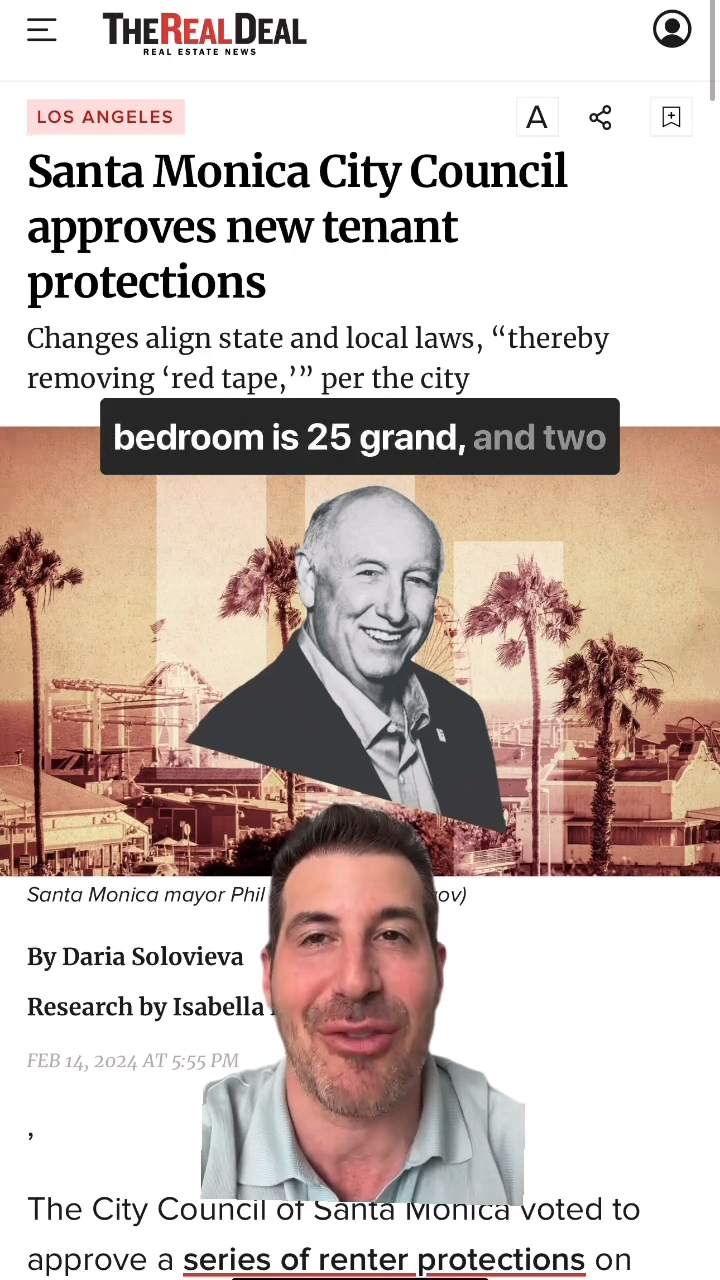 THEREALDEAL
REAL ESTATE NEWS
LOS ANGELES
A
Santa Monica City Council
approves new tenant
protections
Changes align state and local laws, “thereby
removing ‘red tape,’” per the city
bedroom is 25 grand, and two
Santa Monica mayor Phil ov)
By Daria Solovieva
Research by Isabella
FEB 14, 2024 AT 5:55 PM
,
The City Council of Santa Monica voted to
approve a series of renter protections on